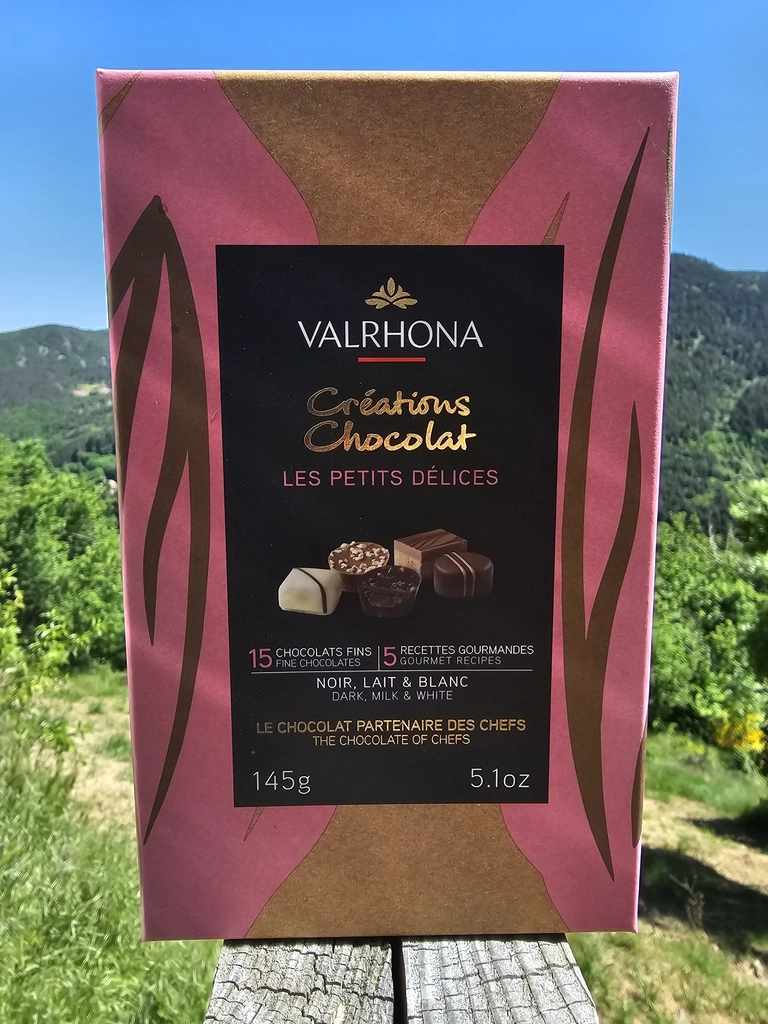 VALRHONA
Créations
Chocolat
LES PETITS DÉLICES
15 CHOCOLATS FINS
FINE CHOCOLATES
5 RECETTES GOURMANDES
GOURMET RECIPES
NOIR, LAIT & BLANC
DARK, MILK & WHITE
LE CHOCOLAT PARTENAIRE DES CHEFS
THE CHOCOLATE OF CHEFS
145g 5.1oz